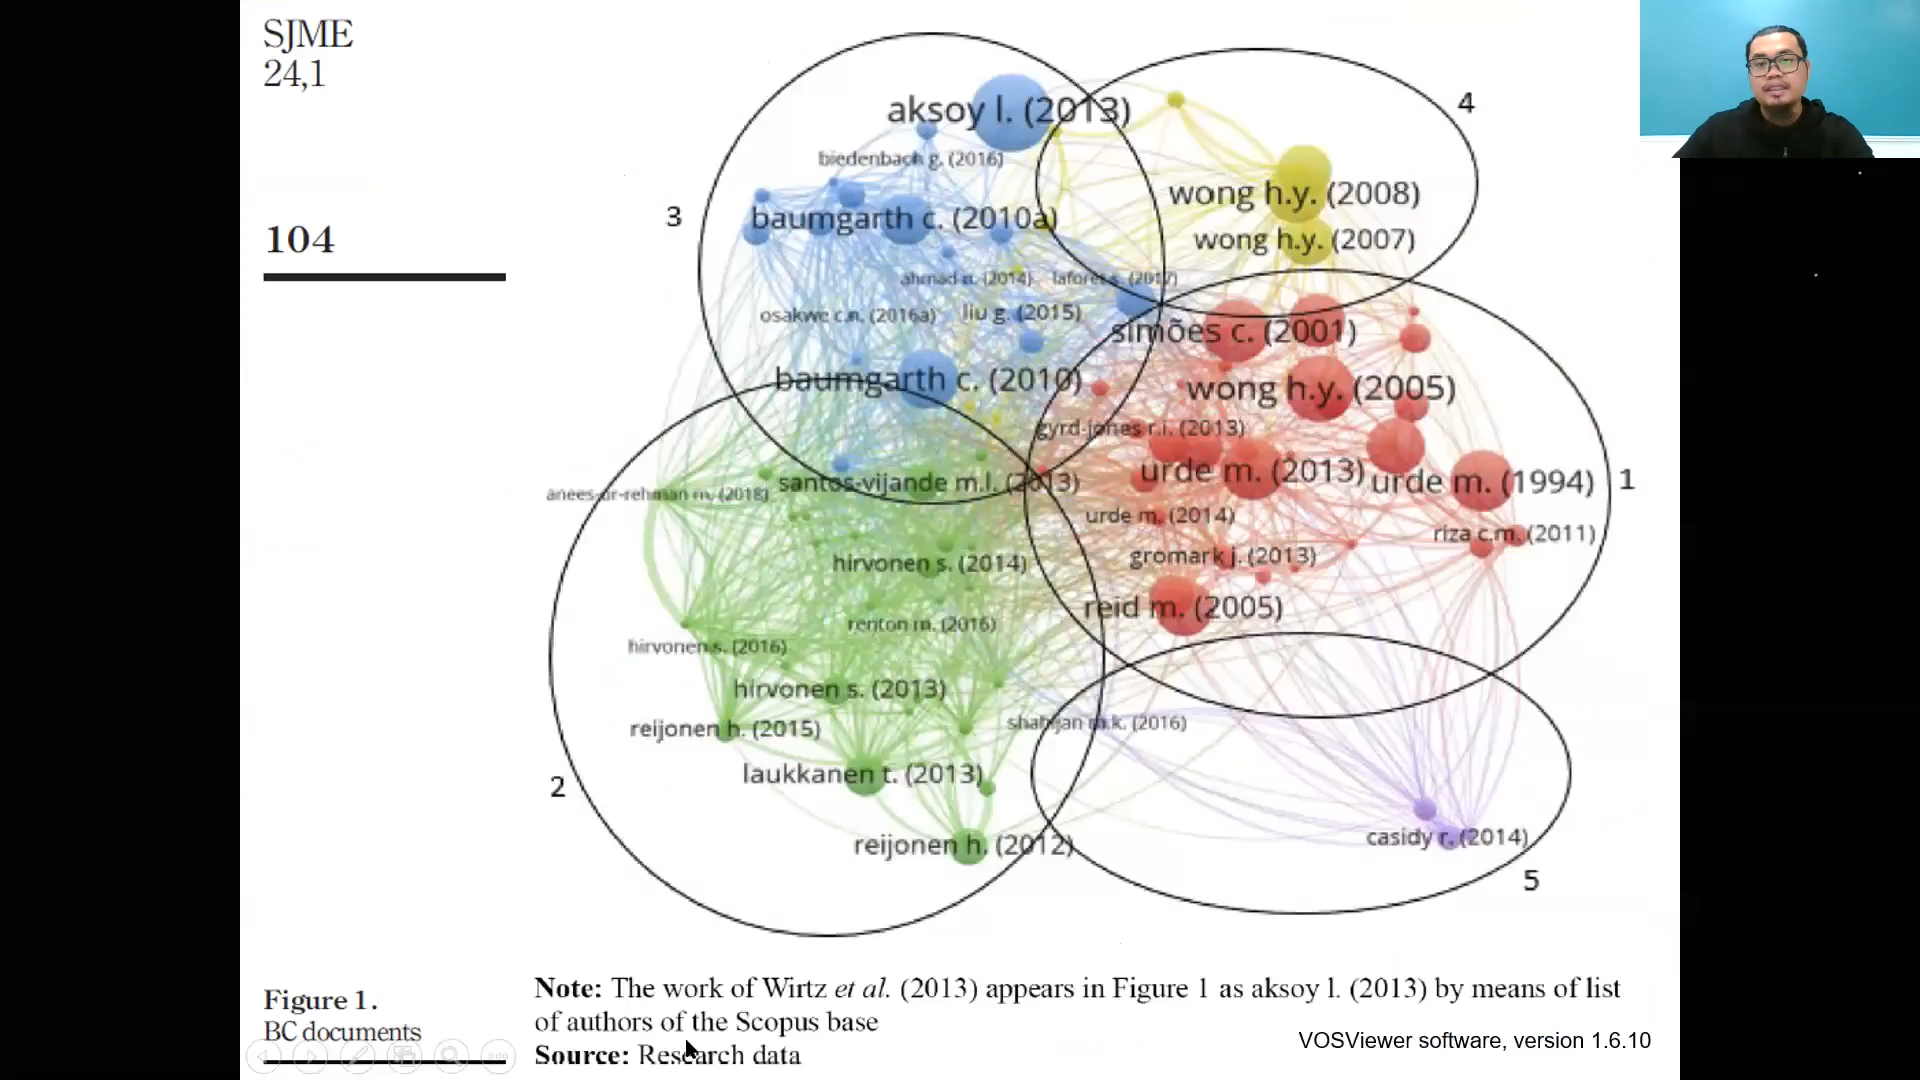 SJME
24,1
104
aksoy l. (2013)
biedenbach g. (2016)
baumgarth c. (2010a)
ahmad n. (2014)
lafores s. (2017)
osakwe c.n. (2016a)
liu g. (2015)
baumgarth c. (2010)
3
4
wong h.y. (2008)
wong h.y. (2007)
simões c. (2001)
wong h.y. (2005)
gyrd-jones r.i. (2013)
urde m. (2013)
urde m. (1994)
1
urde m. (2014)
riza c.m. (2011)
gromark j. (2013)
reid m. (2005)
anees-ur-rehman m. (2018)
santos-vijande m.l. (2013)
hirvonen s. (2014)
renton m. (2016)
hirvonen s. (2016)
hirvonen s. (2013)
reijonen h. (2015)
shabijan m.k. (2016)
laukkanen t. (2013)
2
reijonen h. (2012)
casidy r. (2014)
5
Figure 1.
BC documents
Note: The work of Wirtz et al. (2013) appears in Figure 1 as aksoy l. (2013) by means of list
of authors of the Scopus base
Source: Research data
VOSViewer software, version 1.6.10